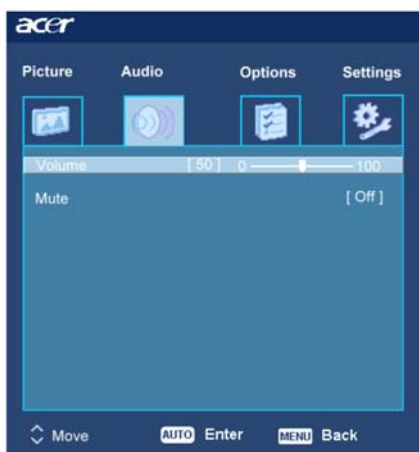 acer
Picture Audio Options Settings
Volume [ 50 ] 0 100
Mute [ Off ]
Move AUTO Enter MENU Back